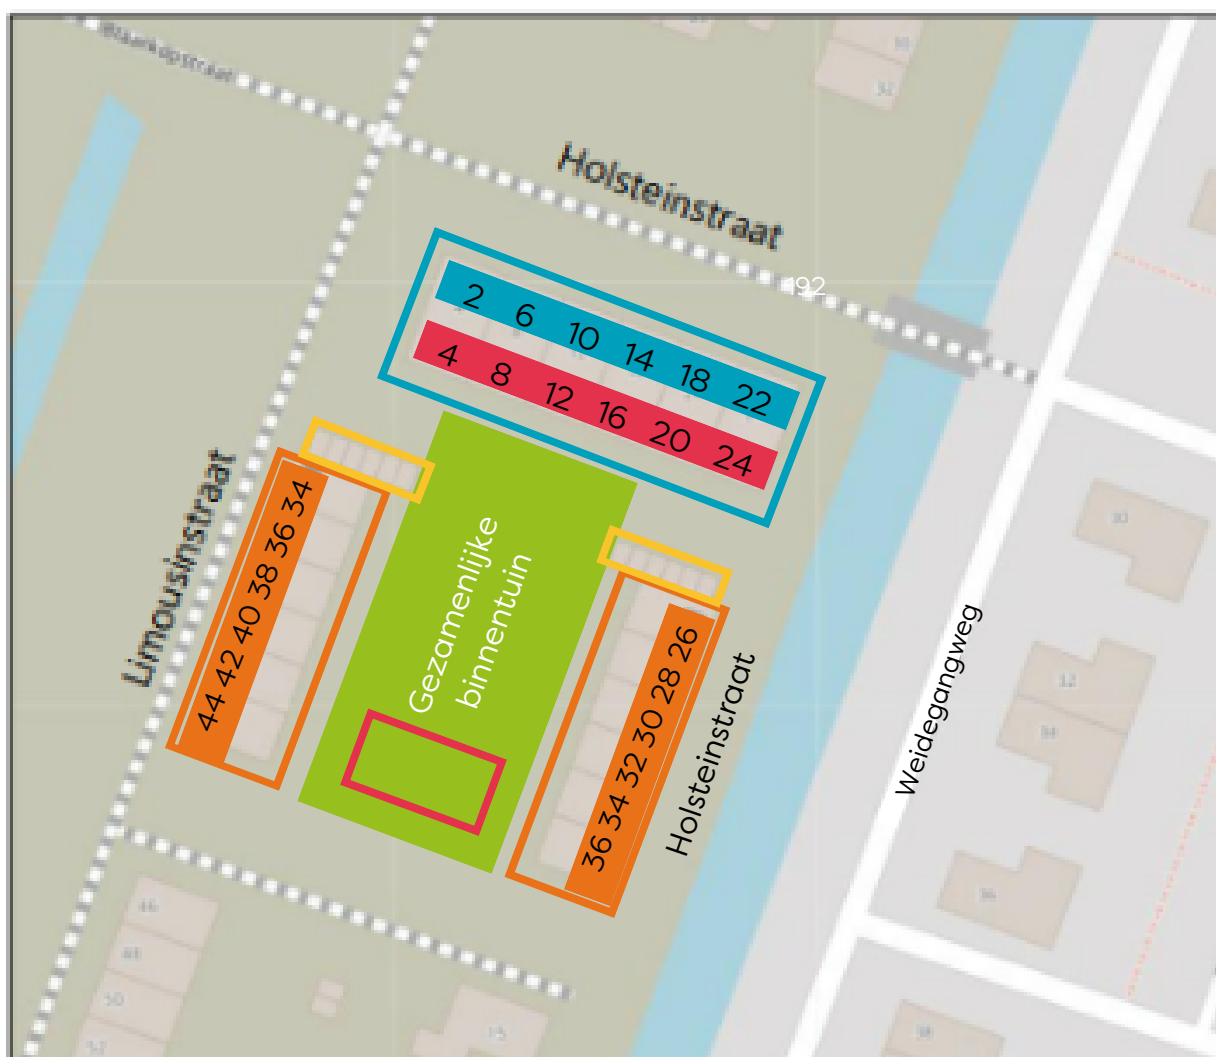 Blaarkopstraat
Holsteinstraat
192
2 6 10 14 18 22
4 8 12 16 20 24
Limousinstraat
44 42 40 38 36 34
Gezamenlijke
binnentuin
36 34 32 30 28 26
Holsteinstraat
Weidegangweg